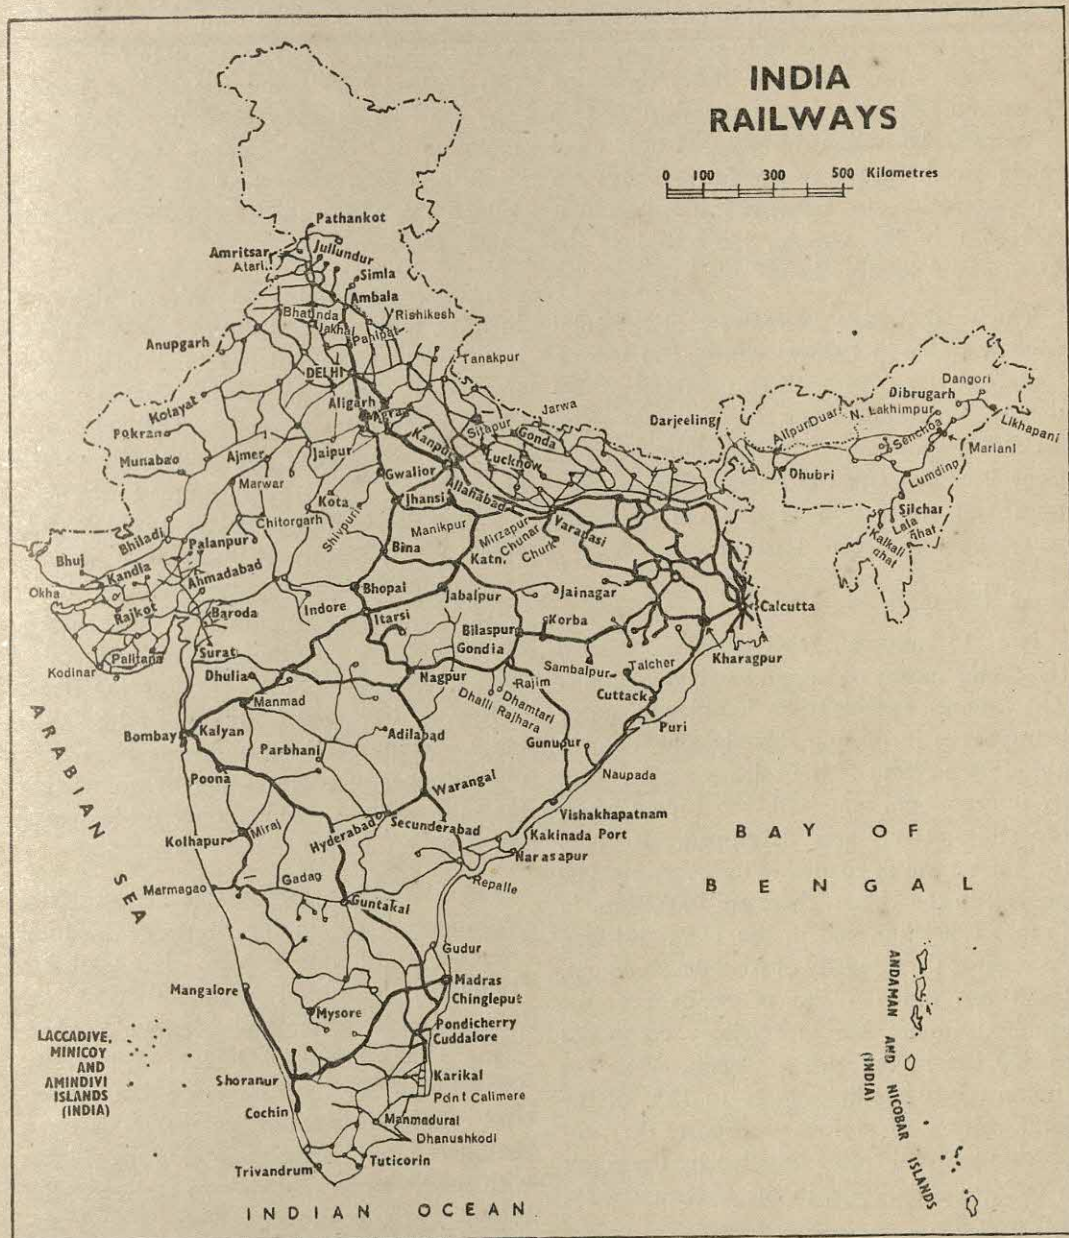 INDIA
RAILWAYS
0 100 300 500 Kilometres
Pathankot
Amritsar
Jullundur
Atari
Simla
Ambala
Bhatinda
Rishikesh
Jakhal
Panipat
Anupgarh
Tanakpur
DELHI
Aligarh
Kolayat
Agra
Jarwa
Darjeeling
Dangori
Dibrugarh
N. Lakhimpur
AlipurDuar
Likhapani
Pokran
Sitapur
Gonda
Kanpur
Senchoa
Mariani
Munabao
Ajmer
Jaipur
Lucknow
Dhubri
Lumding
Gwalior
Marwar
Allahabad
Kota
Jhansi
Silchar
Lala
ghat
Kalkali
ghat
Chitorgarh
Shivpuri
Manikpur
Mirzapur
Chunar
Churk
Varanasi
Bhiladi
Palanpur
Bina
Katn.
Bhuj
Kandla
Ahmadabad
Okha
Bhopal
Jabalpur
Jainagar
Rajkot
Baroda
Indore
Itarsi
Calcutta
Bilaspur
Korba
Palitana
Surat
Gondia
Kharagpur
Kodinar
Dhulia
Nagpur
Sambalpur
Talcher
Rajim
Dhamtari
Dhalli Rajhara
Cuttack
Manmad
Puri
Bombay
Kalyan
Adilabad
Parbhani
Gunupur
Naupada
Poona
Warangal
Vishakhapatnam
Kolhapur
Miraj
Hyderabad
Secunderabad
Kakinada Port
Narasapur
ARABIAN SEA
BAY OF
BENGAL
Marmagao
Gadag
Repalle
Guntakal
Gudur
Mangalore
Madras
Chingleput
Mysore
Pondicherry
Cuddalore
LACCADIVE,
MINICOY
AND
AMINDIVI
ISLANDS
(INDIA)
Shoranur
Karikal
Point Calimere
Cochin
Manmadurai
Dhanushkodi
Trivandrum
Tuticorin
ANDAMAN AND NICOBAR ISLANDS
(INDIA)
INDIAN OCEAN